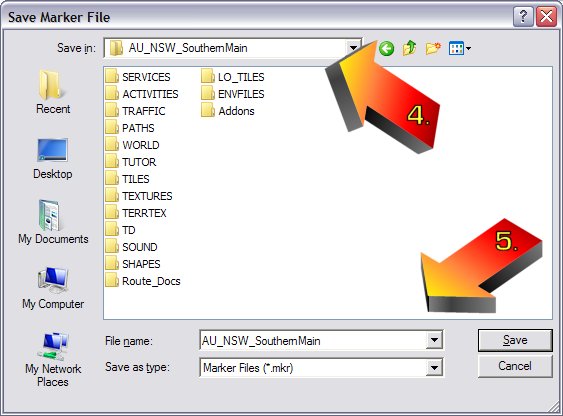 Save Marker File
?
X
Save in:
AU_NSW_SouthernMain
Recent
Desktop
My Documents
My Computer
My Network
Places
SERVICES
ACTIVITIES
TRAFFIC
PATHS
WORLD
TUTOR
TILES
TEXTURES
TERRTEX
TD
SOUND
SHAPES
Route_Docs
LO_TILES
ENVFILES
Addons
4.
5.
File name:
AU_NSW_SouthernMain
Save
Save as type:
Marker Files (*.mkr)
Cancel